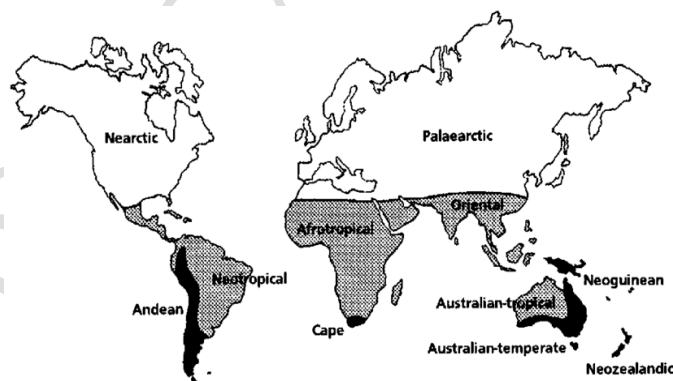 Nearctic
Palaearctic
Oriental
Afrotropical
Neotropical
Neoguinean
Andean
Australian-tropical
Cape
Australian-temperate
Neozealandic